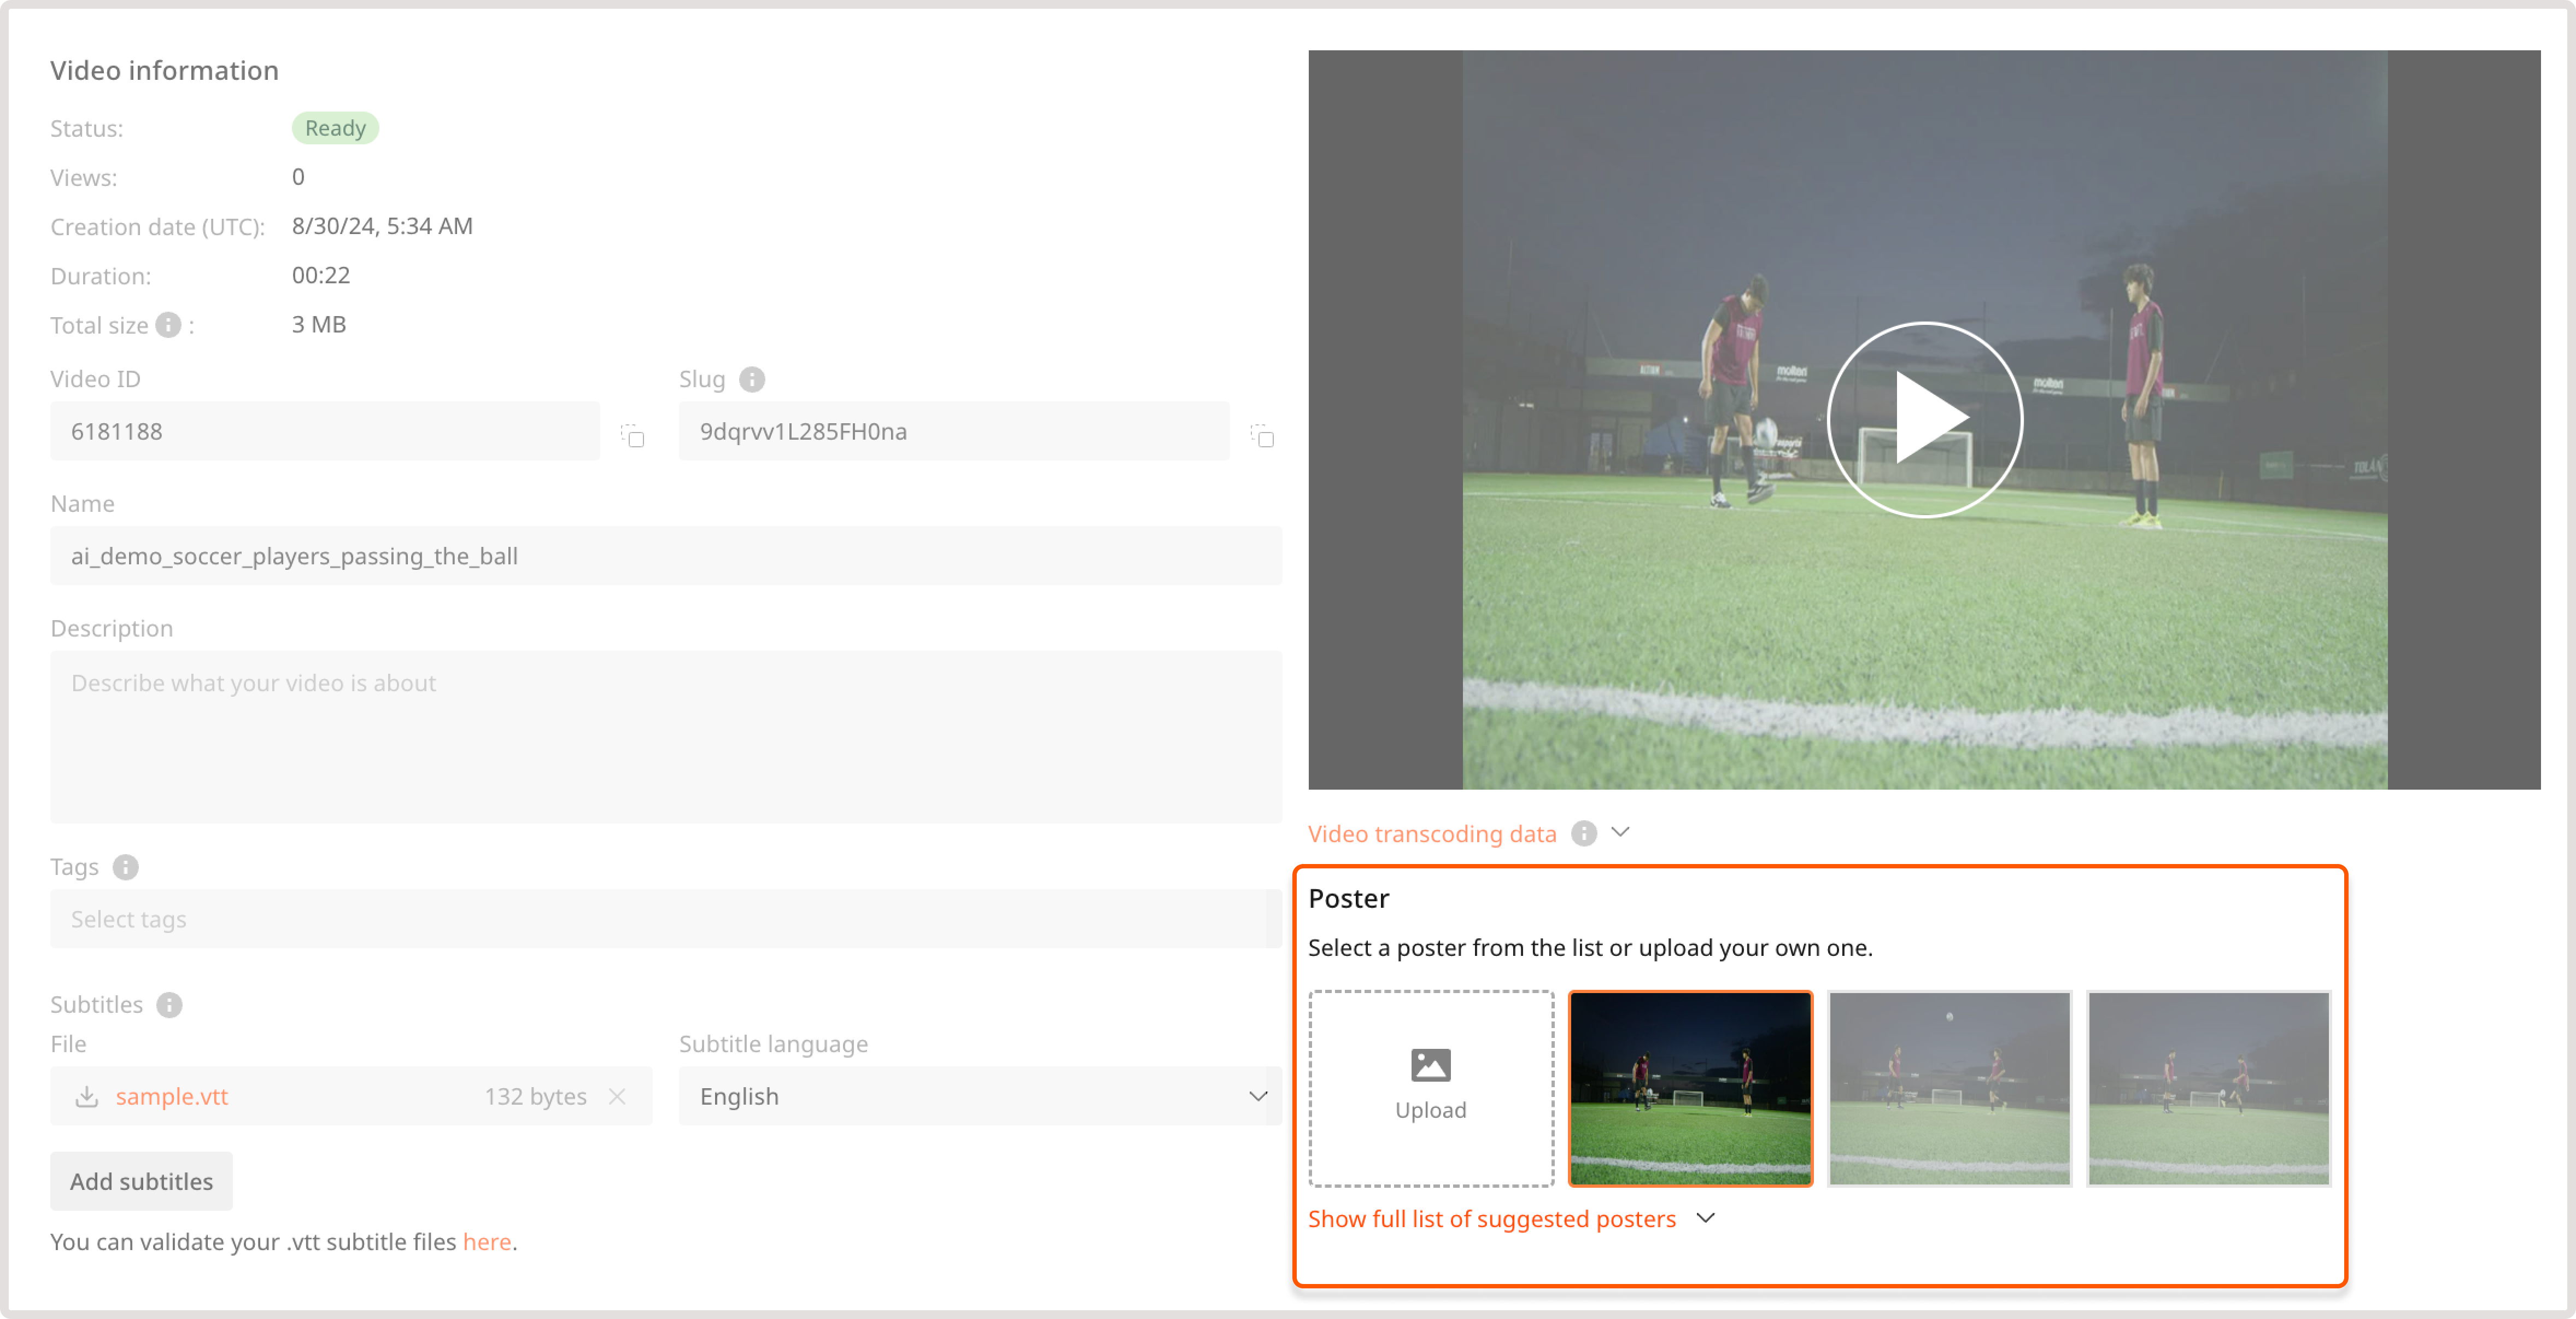 Video information
Status: Ready
Views: 0
Creation date (UTC): 8/30/24, 5:34 AM
Duration: 00:22
Total size : 3 MB
Video ID
6181188
Slug
9dqrvv1L285FH0na
Name
ai_demo_soccer_players_passing_the_ball
Description
Describe what your video is about
Tags
Select tags
Subtitles
File
sample.vtt 132 bytes
Subtitle language
English
Add subtitles
You can validate your .vtt subtitle files here.
molten
molten
Video transcoding data
Poster
Select a poster from the list or upload your own one.
Upload
Show full list of suggested posters